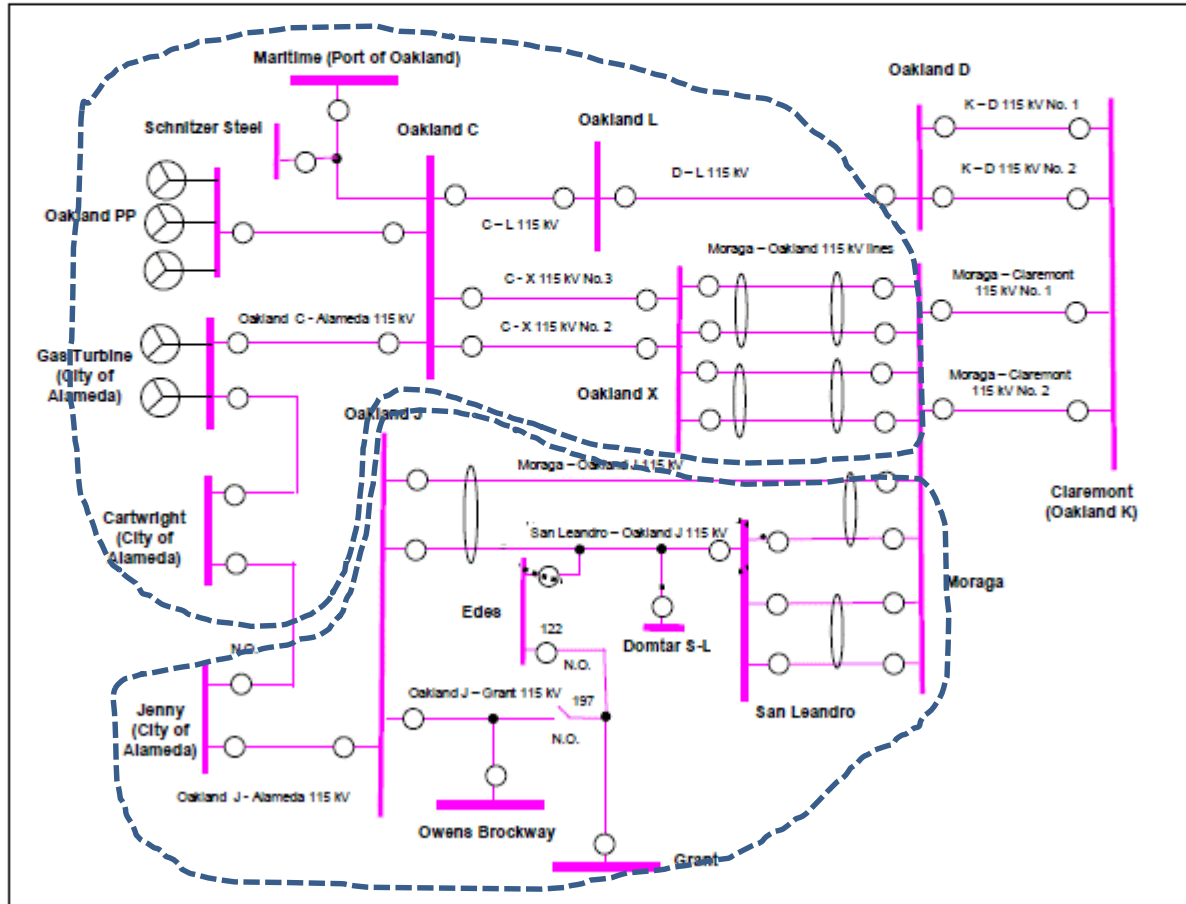 Maritime (Port of Oakland)
Oakland D
K – D 115 kV No. 1
Schnitzer Steel
Oakland C
Oakland L
K – D 115 kV No. 2
D – L 115 kV
Oakland PP
C – L 115 kV
Moraga – Oakland 115 kV lines
C - X 115 kV No.3
Moraga – Claremont
115 kV No. 1
Oakland C - Alameda 115 kV
C - X 115 kV No. 2
Gas Turbine
(City of
Alameda)
Moraga – Claremont
115 kV No. 2
Oakland X
Oakland J
Moraga – Oakland J 115 kV
Claremont
(Oakland K)
Cartwright
(City of
Alameda)
San Leandro – Oakland J 115 kV
Moraga
Edes
122
N.O.
Domtar S-L
N.O.
Jenny
(City of
Alameda)
Oakland J – Grant 115 kV
197
N.O.
San Leandro
Oakland J - Alameda 115 kV
Owens Brockway
Grant